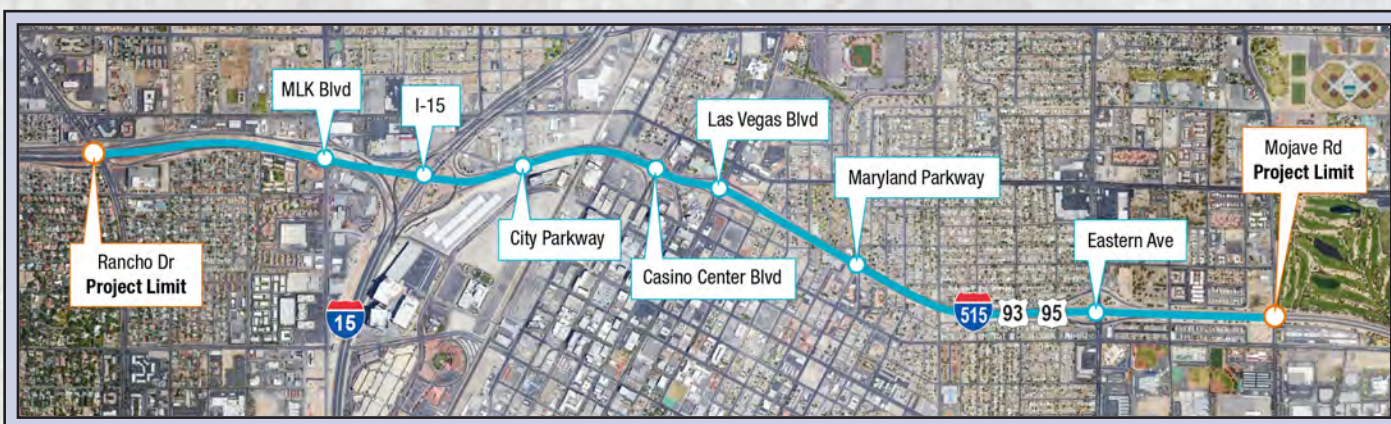 MLK Blvd
I-15
Las Vegas Blvd
Maryland Parkway
Mojave Rd
Project Limit
Rancho Dr
Project Limit
City Parkway
Casino Center Blvd
Eastern Ave
15
515 93 95